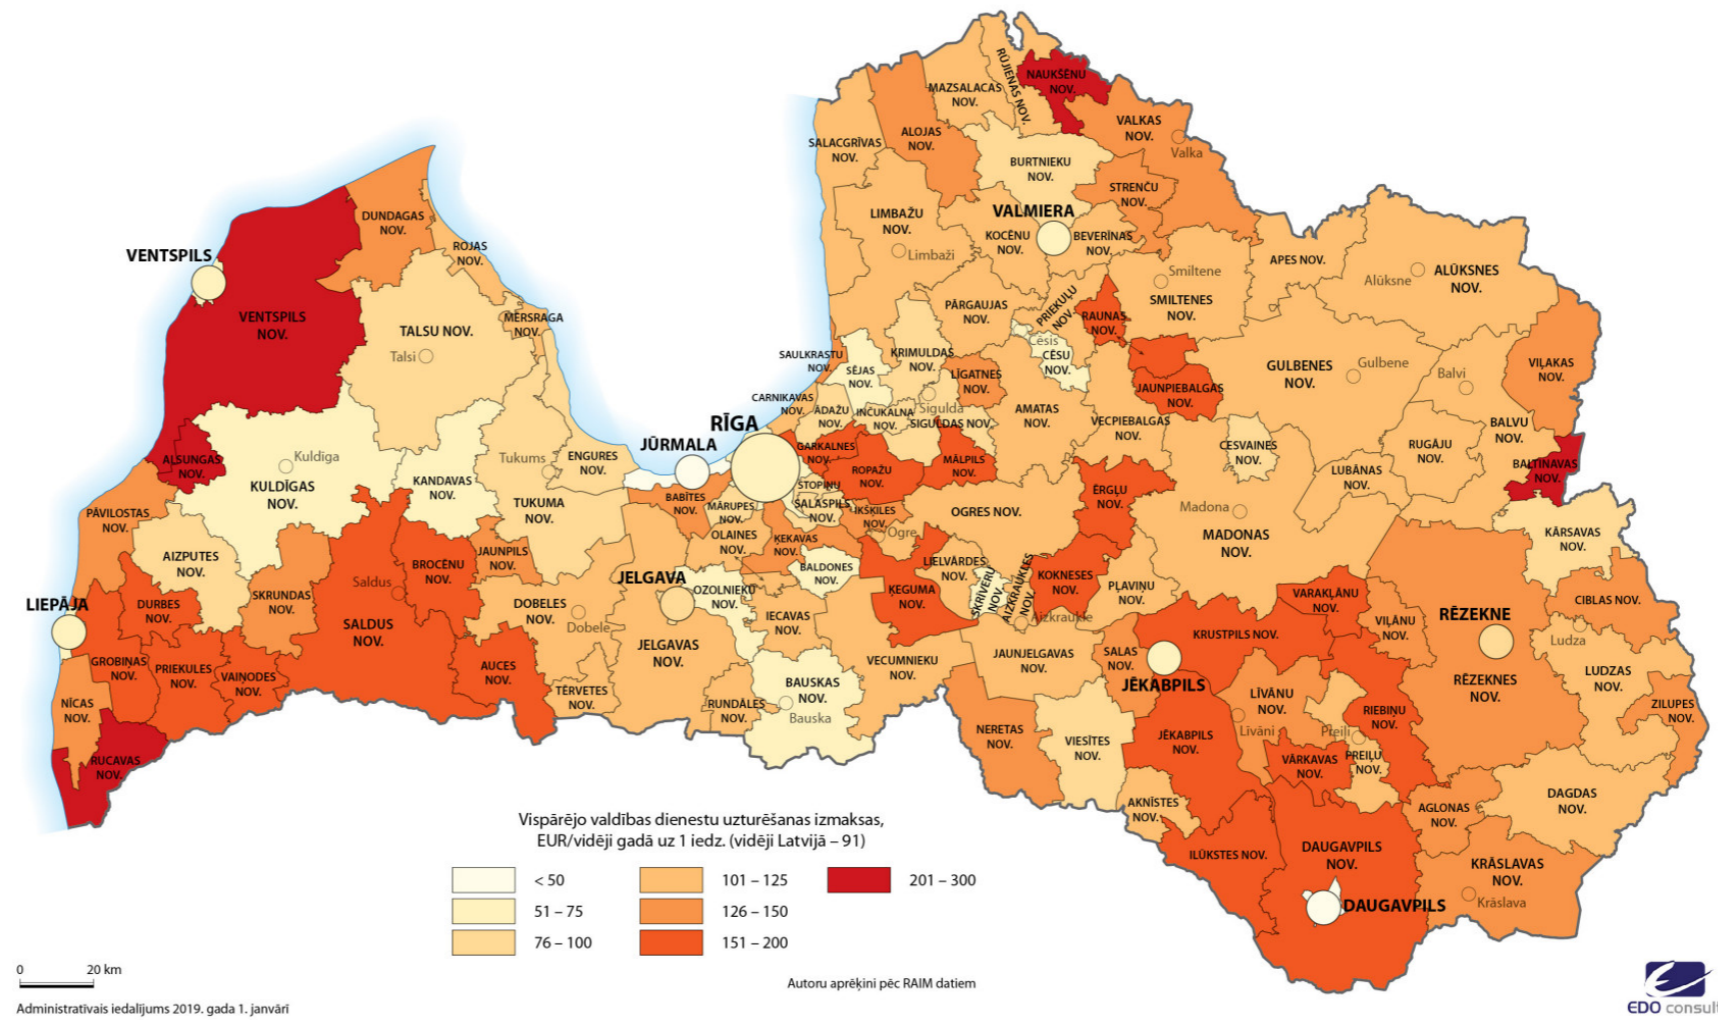 NAUKŠĒNU
NOV.
RŪJIENAS NOV.
MAZSALACAS
NOV.
VALKAS
NOV.
Valka
ALOJAS
NOV.
SALACGRĪVAS
NOV.
BURTNIEKU
NOV.
STRENČU
NOV.
DUNDAGAS
NOV.
LIMBAŽU
NOV.
Limbaži
VALMIERA
KOCĒNU
NOV.
BEVERĪNAS
NOV.
ROJAS
NOV.
VENTSPILS
APES NOV.
Alūksne
ALŪKSNES
NOV.
Smiltene
SMILTENES
NOV.
PĀRGAUJAS
NOV.
PRIEKUĻU
NOV.
RAUNAS
NOV.
VENTSPILS
NOV.
TALSU NOV.
Talsi
MĒRSRAGA
NOV.
Cēsis
CĒSU
NOV.
SAULKRASTU
NOV.
KRIMULDAS
NOV.
SĒJAS
NOV.
LĪGATNES
NOV.
GULBENES
NOV.
Gulbene
Balvi
VIĻAKAS
NOV.
JAUNPIEBALGAS
NOV.
CARNIKAVAS
NOV.
ĀDAŽU
NOV.
INČUKALNA
NOV.
Sigulda
SIGULDAS NOV.
AMATAS
NOV.
VECPIEBALGAS
NOV.
RĪGA
JŪRMALA
BALVU
NOV.
RUGĀJU
NOV.
CESVAINES
NOV.
GARKALNES
NOV.
ROPAŽU
NOV.
MĀLPILS
NOV.
ALSUNGAS
NOV.
Kuldīga
KULDĪGAS
NOV.
KANDAVAS
NOV.
Tukums
ENGURES
NOV.
TUKUMA
NOV.
LUBĀNAS
NOV.
BALTINAVAS
NOV.
ĒRGĻU
NOV.
STOPIŅU
NOV.
SALASPILS
NOV.
BABĪTES
NOV.
MĀRUPES
NOV.
IKŠĶILES
NOV.
Ogre
OGRES NOV.
Madona
MADONAS
NOV.
KĀRSAVAS
NOV.
PĀVILOSTAS
NOV.
AIZPUTES
NOV.
OLAINES
NOV.
ĶEKAVAS
NOV.
BALDONES
NOV.
JAUNPILS
NOV.
BROCĒNU
NOV.
Saldus
SALDUS
NOV.
SKRUNDAS
NOV.
DURBES
NOV.
LIEPĀJA
LIELVĀRDES
NOV.
SKRĪVERU
NOV.
AIZKRAUKLES
NOV.
Aizkraukle
KOKNESES
NOV.
PĻAVIŅU
NOV.
ĶEGUMA
NOV.
JELGAVA
OZOLNIEKU
NOV.
DOBELES
NOV.
Dobele
IECAVAS
NOV.
VARAKĻĀNU
NOV.
VIĻĀNU
NOV.
RĒZEKNE
CIBLAS NOV.
Ludza
KRUSTPILS NOV.
JELGAVAS
NOV.
JAUNJELGAVAS
NOV.
SALAS
NOV.
JĒKABPILS
VECUMNIEKU
NOV.
BAUSKAS
NOV.
Bauska
RUNDĀLES
NOV.
TĒRVETES
NOV.
AUCES
NOV.
GROBIŅAS
NOV.
PRIEKULES
NOV.
VAIŅODES
NOV.
NĪCAS
NOV.
RUCAVAS
NOV.
RĒZEKNES
NOV.
LUDZAS
NOV.
ZILUPES
NOV.
LĪVĀNU
NOV.
Līvāni
Preiļi
PREIĻU
NOV.
RIEBIŅU
NOV.
VĀRKAVAS
NOV.
NERETAS
NOV.
VIESĪTES
NOV.
JĒKABPILS
NOV.
AKNĪSTES
NOV.
AGLONAS
NOV.
DAGDAS
NOV.
ILŪKSTES NOV.
DAUGAVPILS
NOV.
DAUGAVPILS
KRĀSLAVAS
NOV.
Krāslava
Vispārējo valdības dienestu uzturēšanas izmaksas,
EUR/vidēji gadā uz 1 iedz. (vidēji Latvijā – 91)
< 50
51 – 75
76 – 100
101 – 125
126 – 150
151 – 200
201 – 300
0 20 km
Administratīvais iedalījums 2019. gada 1. janvārī
Autoru aprēķini pēc RAIM datiem
EDO consult